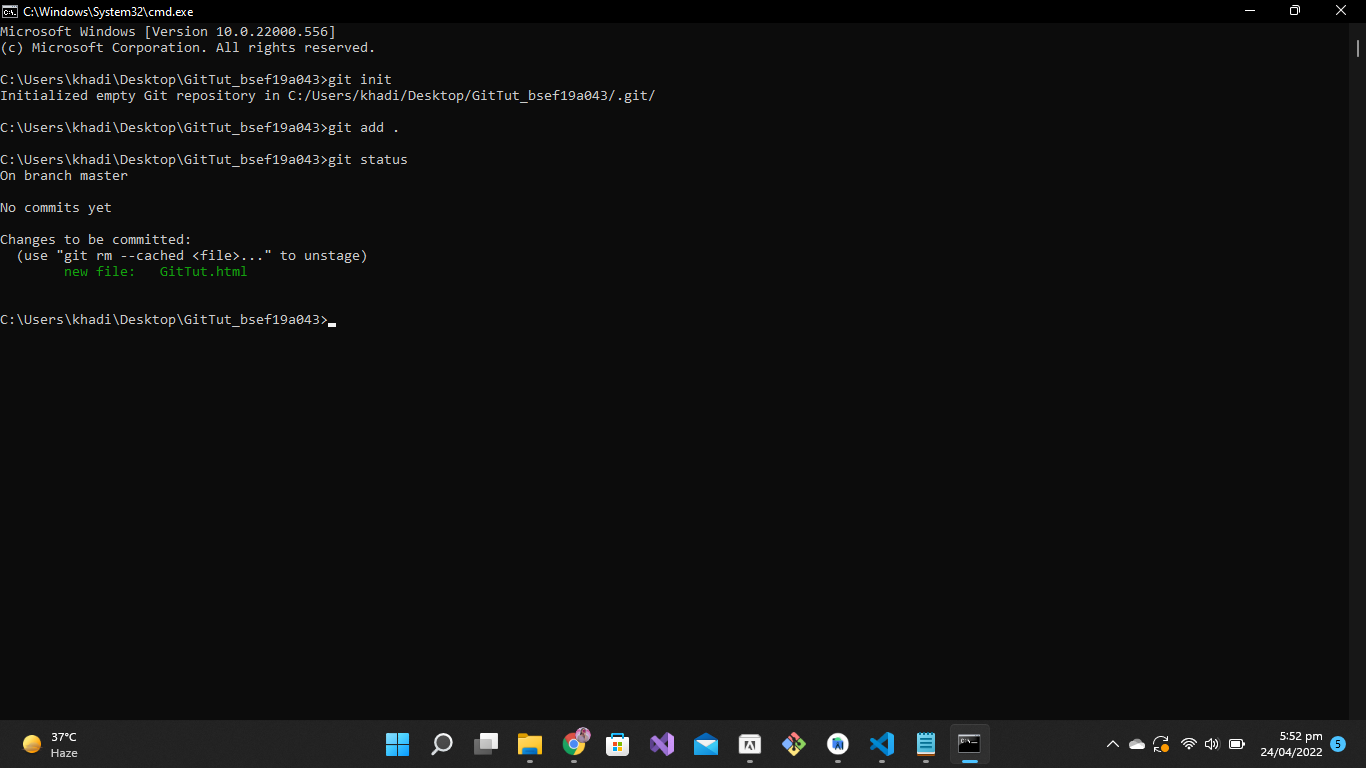 C:\Windows\System32\cmd.exe
Microsoft Windows [Version 10.0.22000.556]
(c) Microsoft Corporation. All rights reserved.
C:\Users\khadi\Desktop\GitTut_bsef19a043>git init
Initialized empty Git repository in C:/Users/khadi/Desktop/GitTut_bsef19a043/.git/
C:\Users\khadi\Desktop\GitTut_bsef19a043>git add .
C:\Users\khadi\Desktop\GitTut_bsef19a043>git status
On branch master
No commits yet
Changes to be committed:
  (use "git rm --cached <file>..." to unstage)
        new file:   GitTut.html
C:\Users\khadi\Desktop\GitTut_bsef19a043>
37°C
Haze
5:52 pm
24/04/2022
5